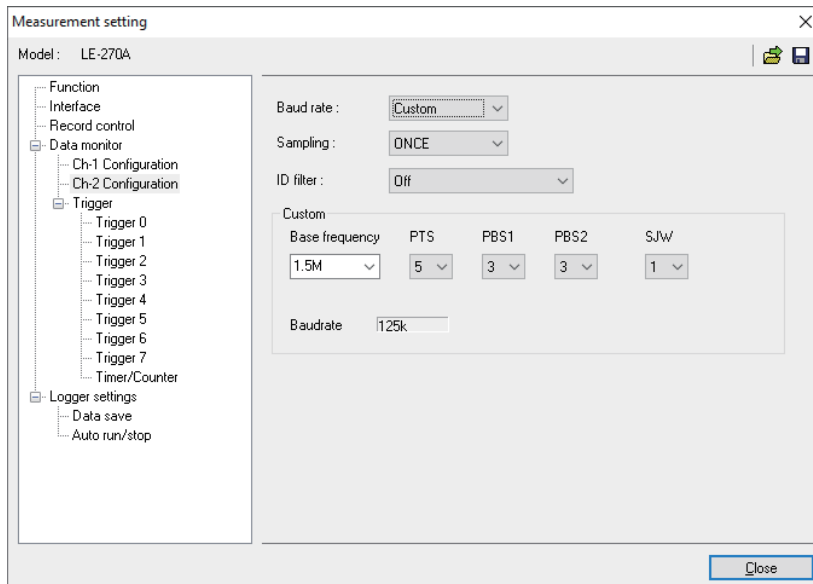 Measurement setting
Model : LE-270A
Function
Interface
Record control
Data monitor
Ch-1 Configuration
Ch-2 Configuration
Trigger
Trigger 0
Trigger 1
Trigger 2
Trigger 3
Trigger 4
Trigger 5
Trigger 6
Trigger 7
Timer/Counter
Logger settings
Data save
Auto run/stop
Baud rate : Custom
Sampling : ONCE
ID filter : Off
Custom
Base frequency PTS PBS1 PBS2 SJW
1.5M 5 3 3 1
Baudrate 125k
Close